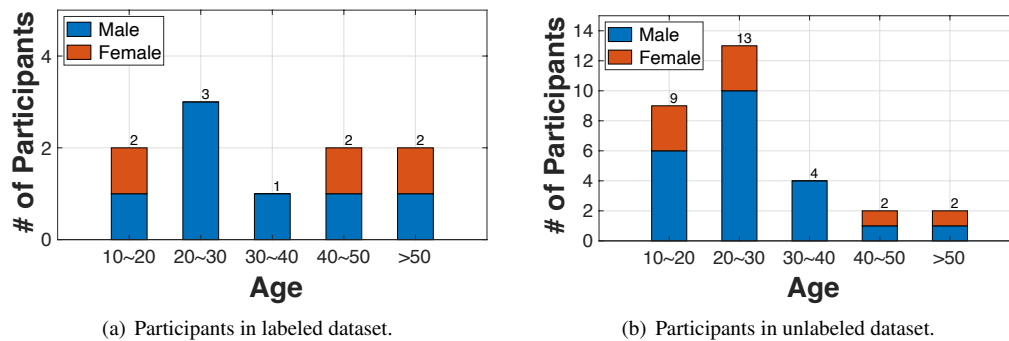 Male
Female
# of Participants
4
2
0
2
3
1
2
2
10~20 20~30 30~40 40~50 >50
Age
(a) Participants in labeled dataset.
Male
Female
# of Participants
14
12
10
8
6
4
2
0
9
13
4
2
2
10~20 20~30 30~40 40~50 >50
Age
(b) Participants in unlabeled dataset.